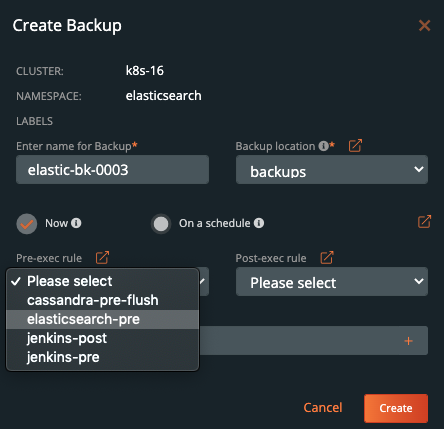 Create Backup
CLUSTER: k8s-16
NAMESPACE: elasticsearch
LABELS
Enter name for Backup* Backup location *
elastic-bk-0003 backups
Now On a schedule
Pre-exec rule Post-exec rule
Please select Please select
cassandra-pre-flush
elasticsearch-pre
jenkins-post
jenkins-pre
Cancel Create